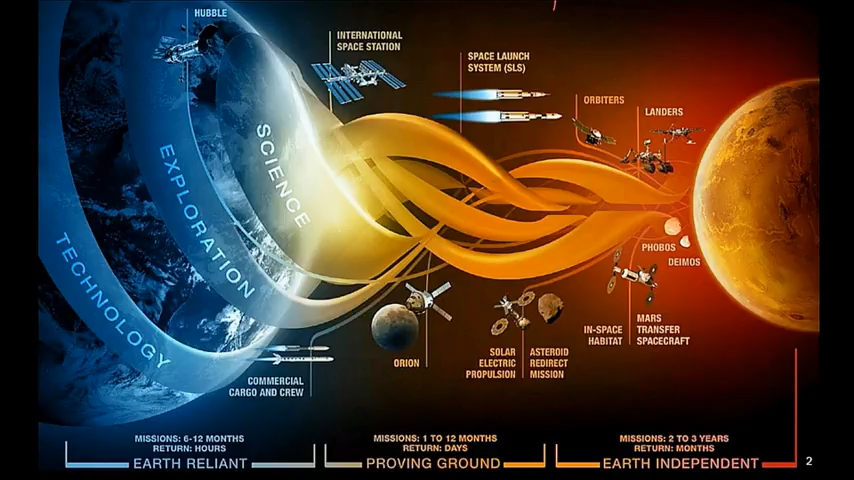 HUBBLE
INTERNATIONAL
SPACE STATION
SPACE LAUNCH
SYSTEM (SLS)
ORBITERS
LANDERS
SCIENCE
EXPLORATION
TECHNOLOGY
PHOBOS
DEIMOS
COMMERCIAL
CARGO AND CREW
ORION
SOLAR
ELECTRIC
PROPULSION
ASTEROID
REDIRECT
MISSION
IN-SPACE
HABITAT
MARS
TRANSFER
SPACECRAFT
MISSIONS: 6-12 MONTHS
RETURN: HOURS
EARTH RELIANT
MISSIONS: 1 TO 12 MONTHS
RETURN: DAYS
PROVING GROUND
MISSIONS: 2 TO 3 YEARS
RETURN: MONTHS
EARTH INDEPENDENT
2